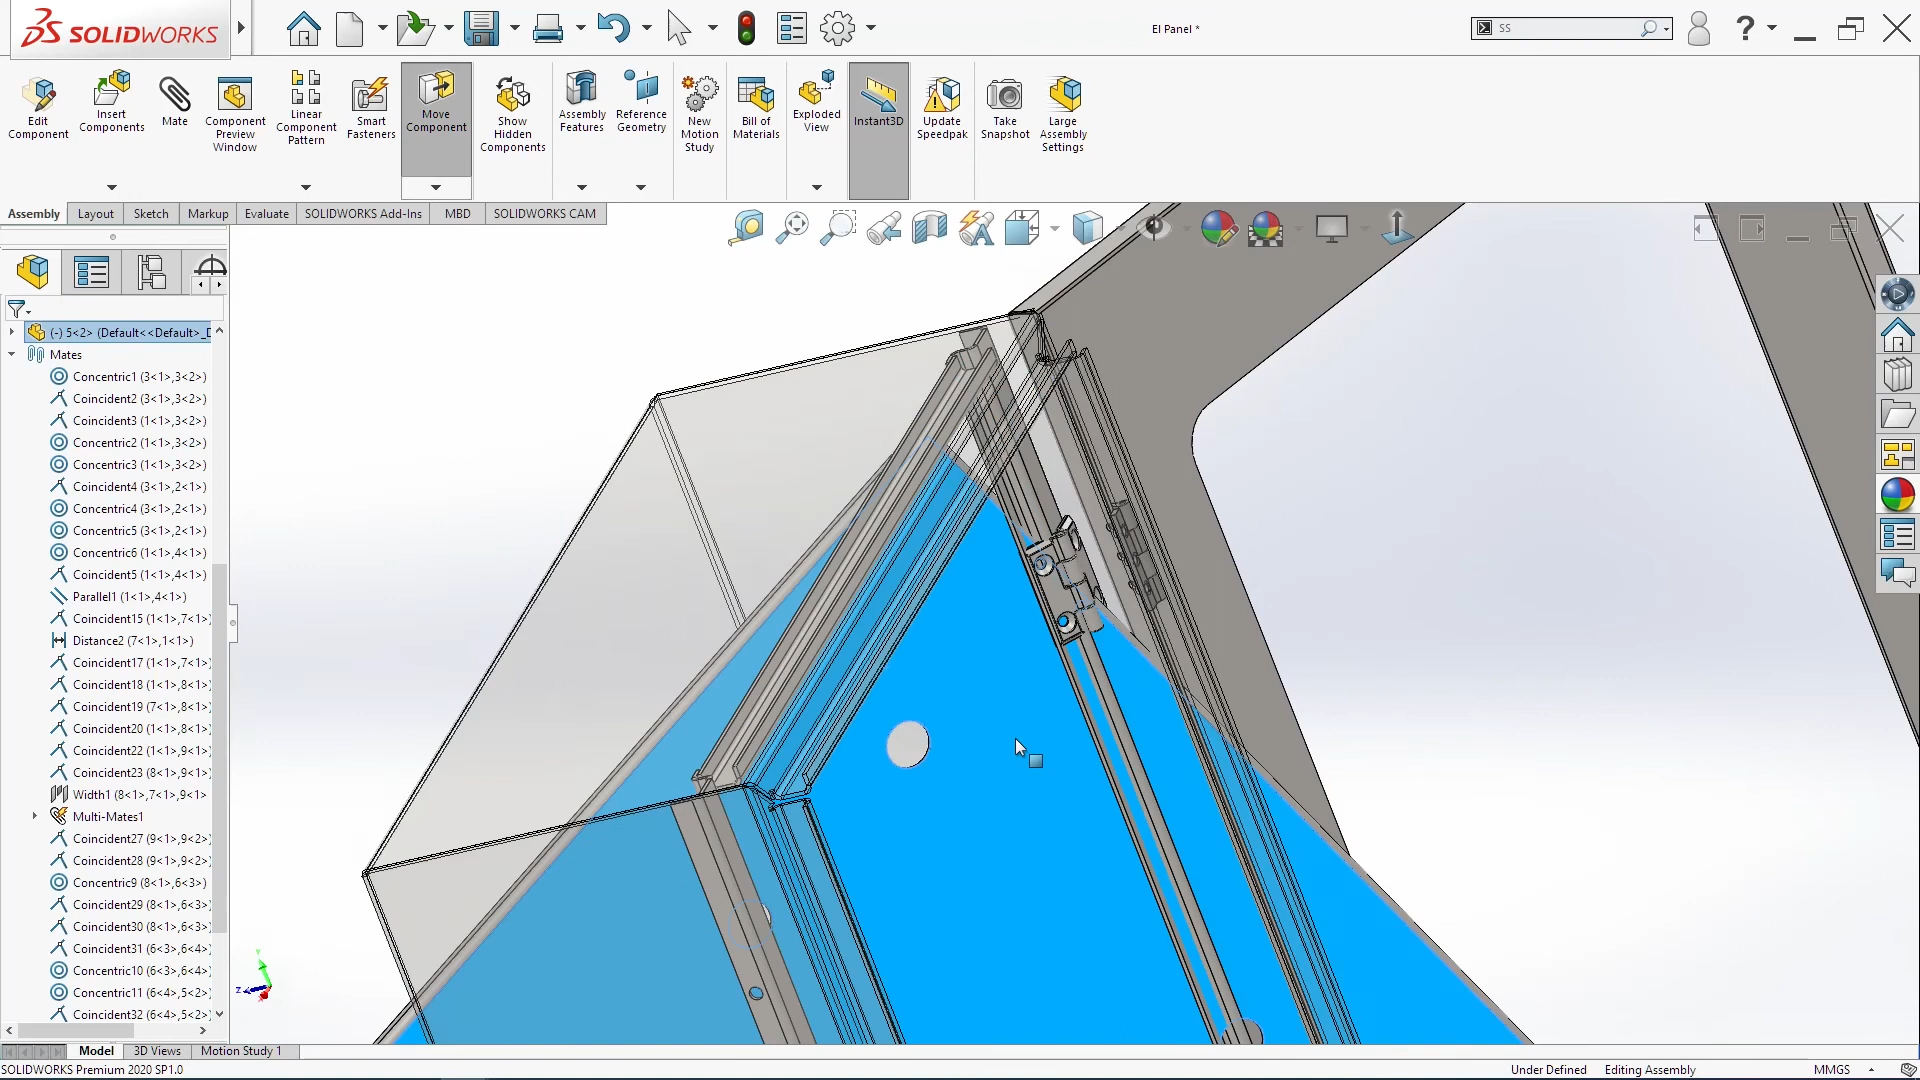 SOLIDWORKS
El Panel *
ss
?
Edit Component
Insert Components
Mate
Component Preview Window
Linear Component Pattern
Smart Fasteners
Move Component
Show Hidden Components
Assembly Features
Reference Geometry
New Motion Study
Bill of Materials
Exploded View
Instant3D
Update Speedpak
Take Snapshot
Large Assembly Settings
Assembly Layout Sketch Markup Evaluate SOLIDWORKS Add-Ins MBD SOLIDWORKS CAM
(-) 5<2> (Default<<Default>_D
Mates
Concentric1 (3<1>,3<2>)
Coincident2 (3<1>,3<2>)
Coincident3 (1<1>,3<2>)
Concentric2 (1<1>,3<2>)
Concentric3 (1<1>,3<2>)
Coincident4 (3<1>,2<1>)
Concentric4 (3<1>,2<1>)
Concentric5 (3<1>,2<1>)
Concentric6 (1<1>,4<1>)
Coincident5 (1<1>,4<1>)
Parallel1 (1<1>,4<1>)
Coincident15 (1<1>,7<1>)
Distance2 (7<1>,1<1>)
Coincident17 (1<1>,7<1>)
Coincident18 (1<1>,8<1>)
Coincident19 (7<1>,8<1>)
Coincident20 (1<1>,8<1>)
Coincident22 (1<1>,9<1>)
Coincident23 (8<1>,9<1>)
Width1 (8<1>,7<1>,9<1>
Multi-Mates1
Coincident27 (9<1>,9<2>)
Coincident28 (9<1>,9<2>)
Concentric9 (8<1>,6<3>)
Coincident29 (8<1>,6<3>)
Coincident30 (8<1>,6<3>)
Coincident31 (6<3>,6<4>)
Concentric10 (6<3>,6<4>)
Concentric11 (6<4>,5<2>)
Coincident32 (6<4>,5<2>)
Z
Model 3D Views Motion Study 1
SOLIDWORKS Premium 2020 SP1.0
Under Defined Editing Assembly MMGS